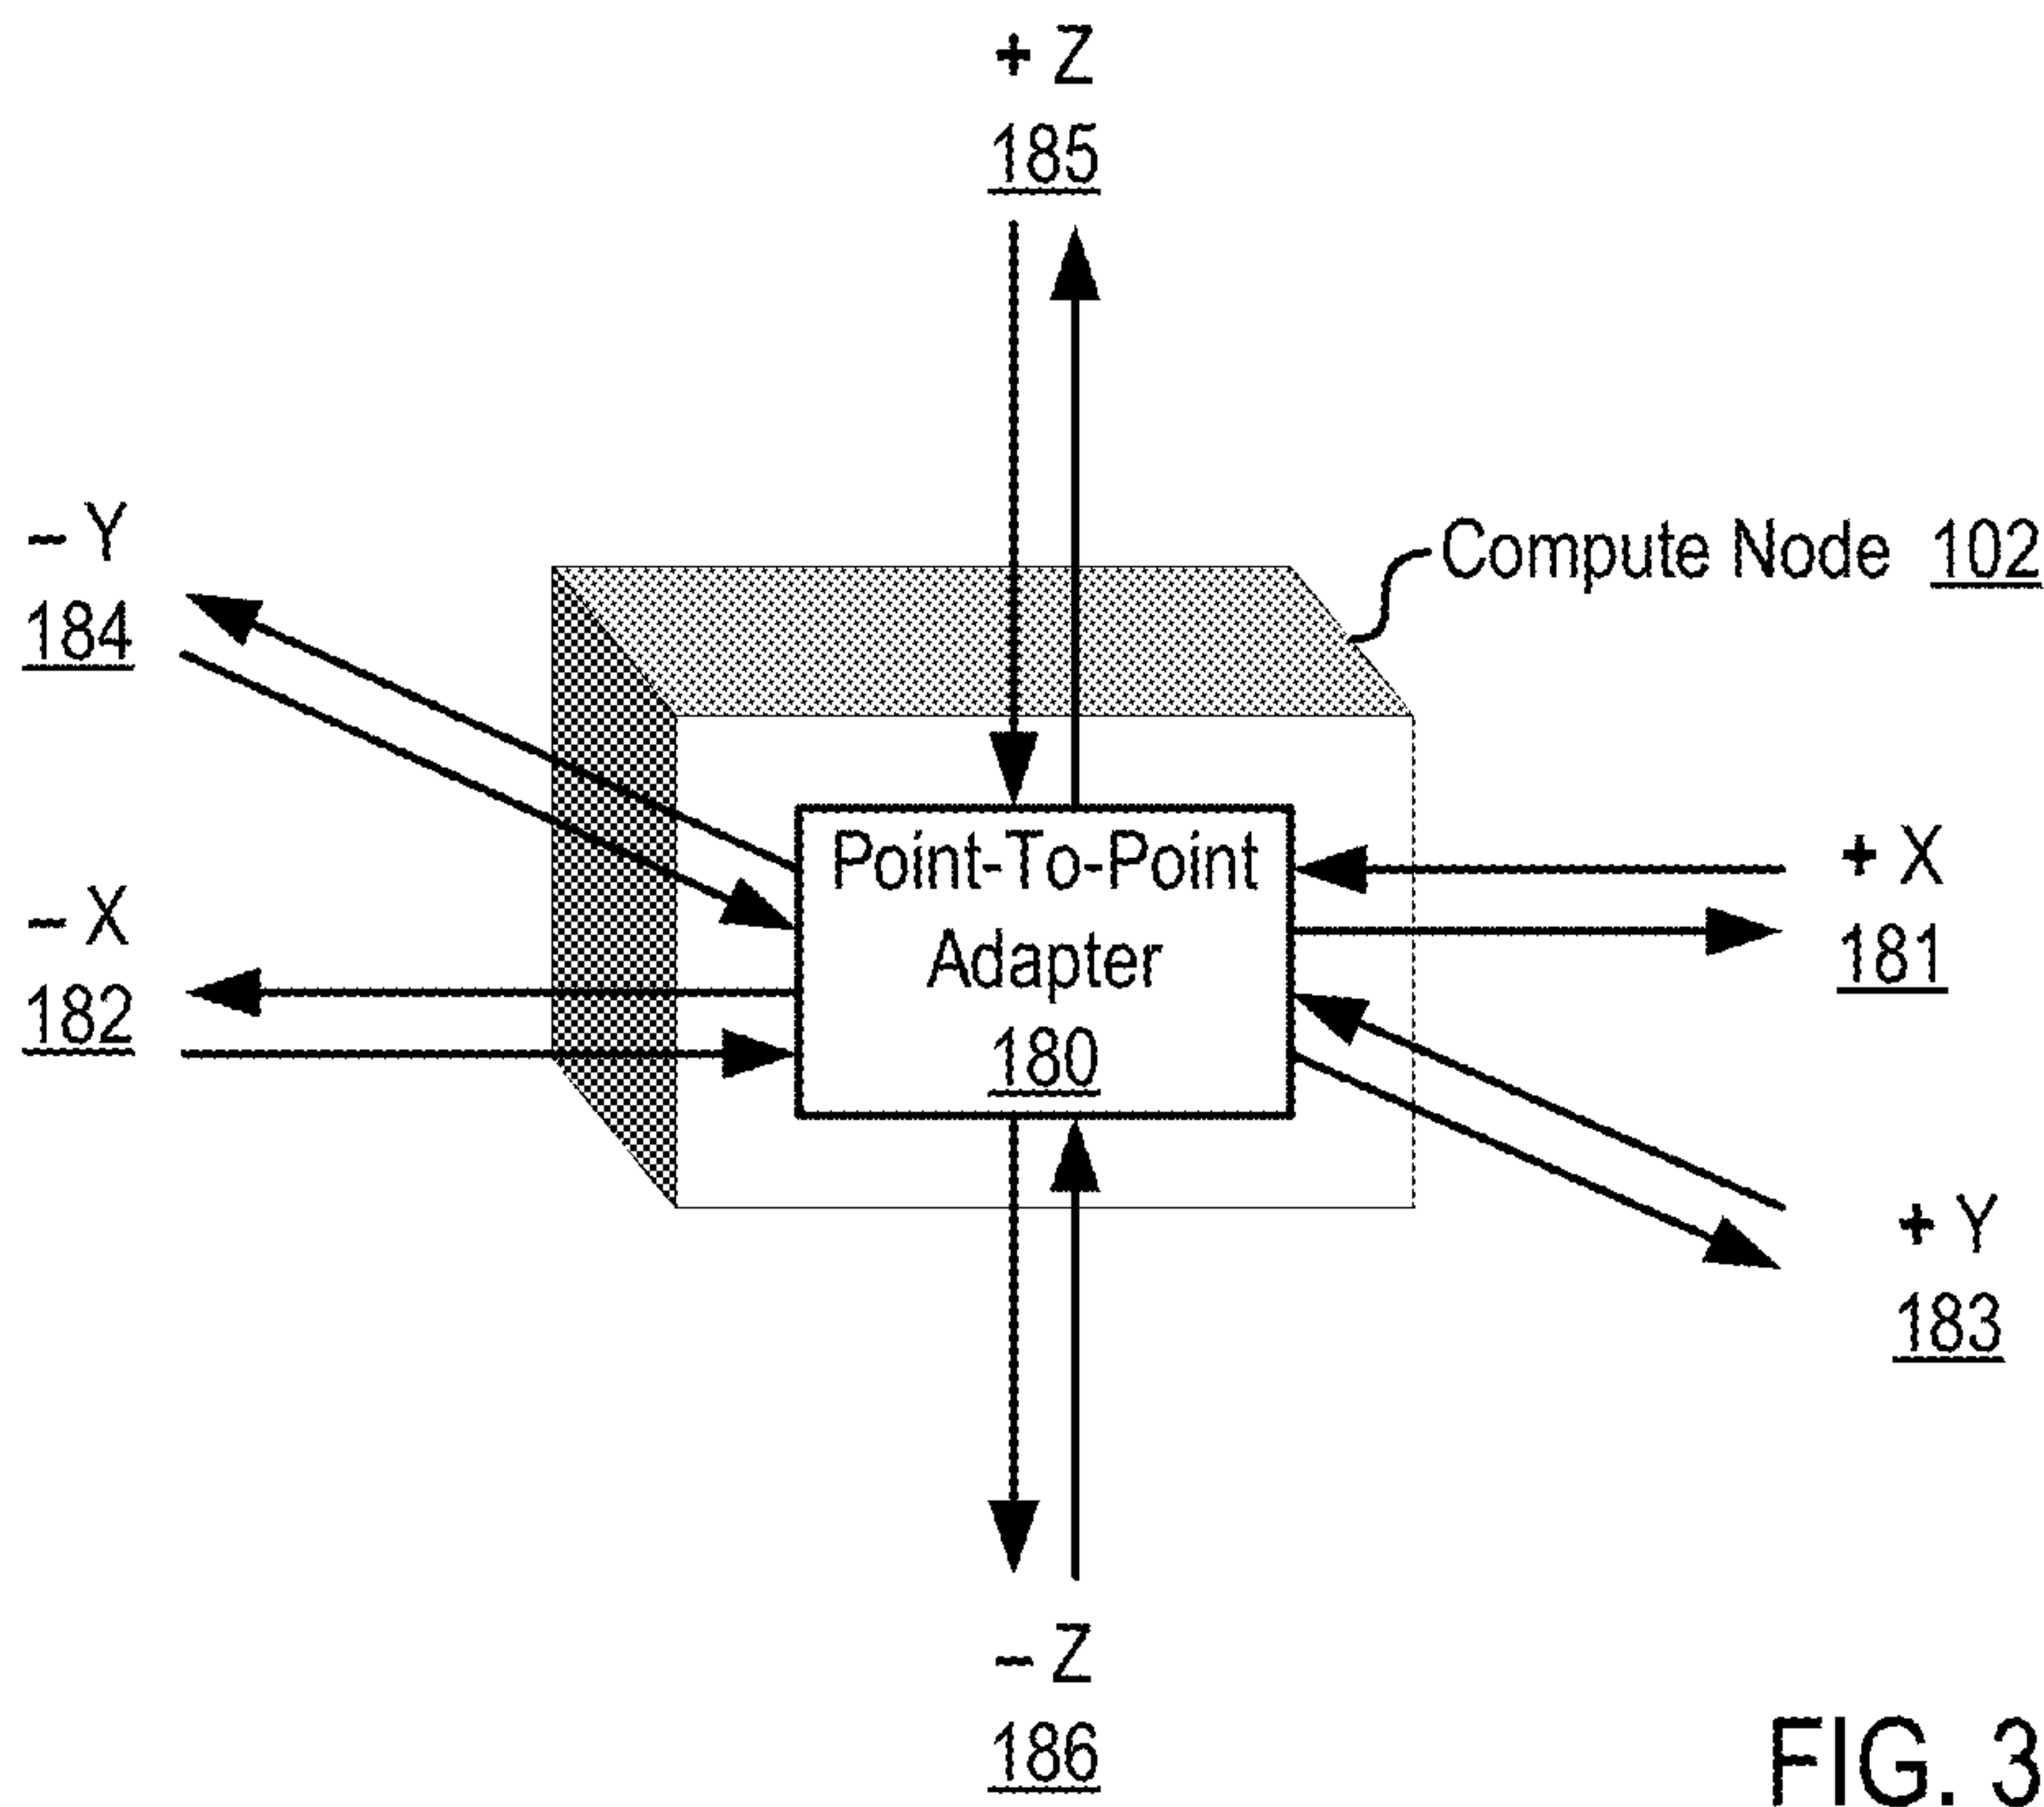 + Z
185
– Y
184
Compute Node 102
Point-To-Point
Adapter
180
+ X
181
– X
182
+ Y
183
– Z
186
FIG. 3